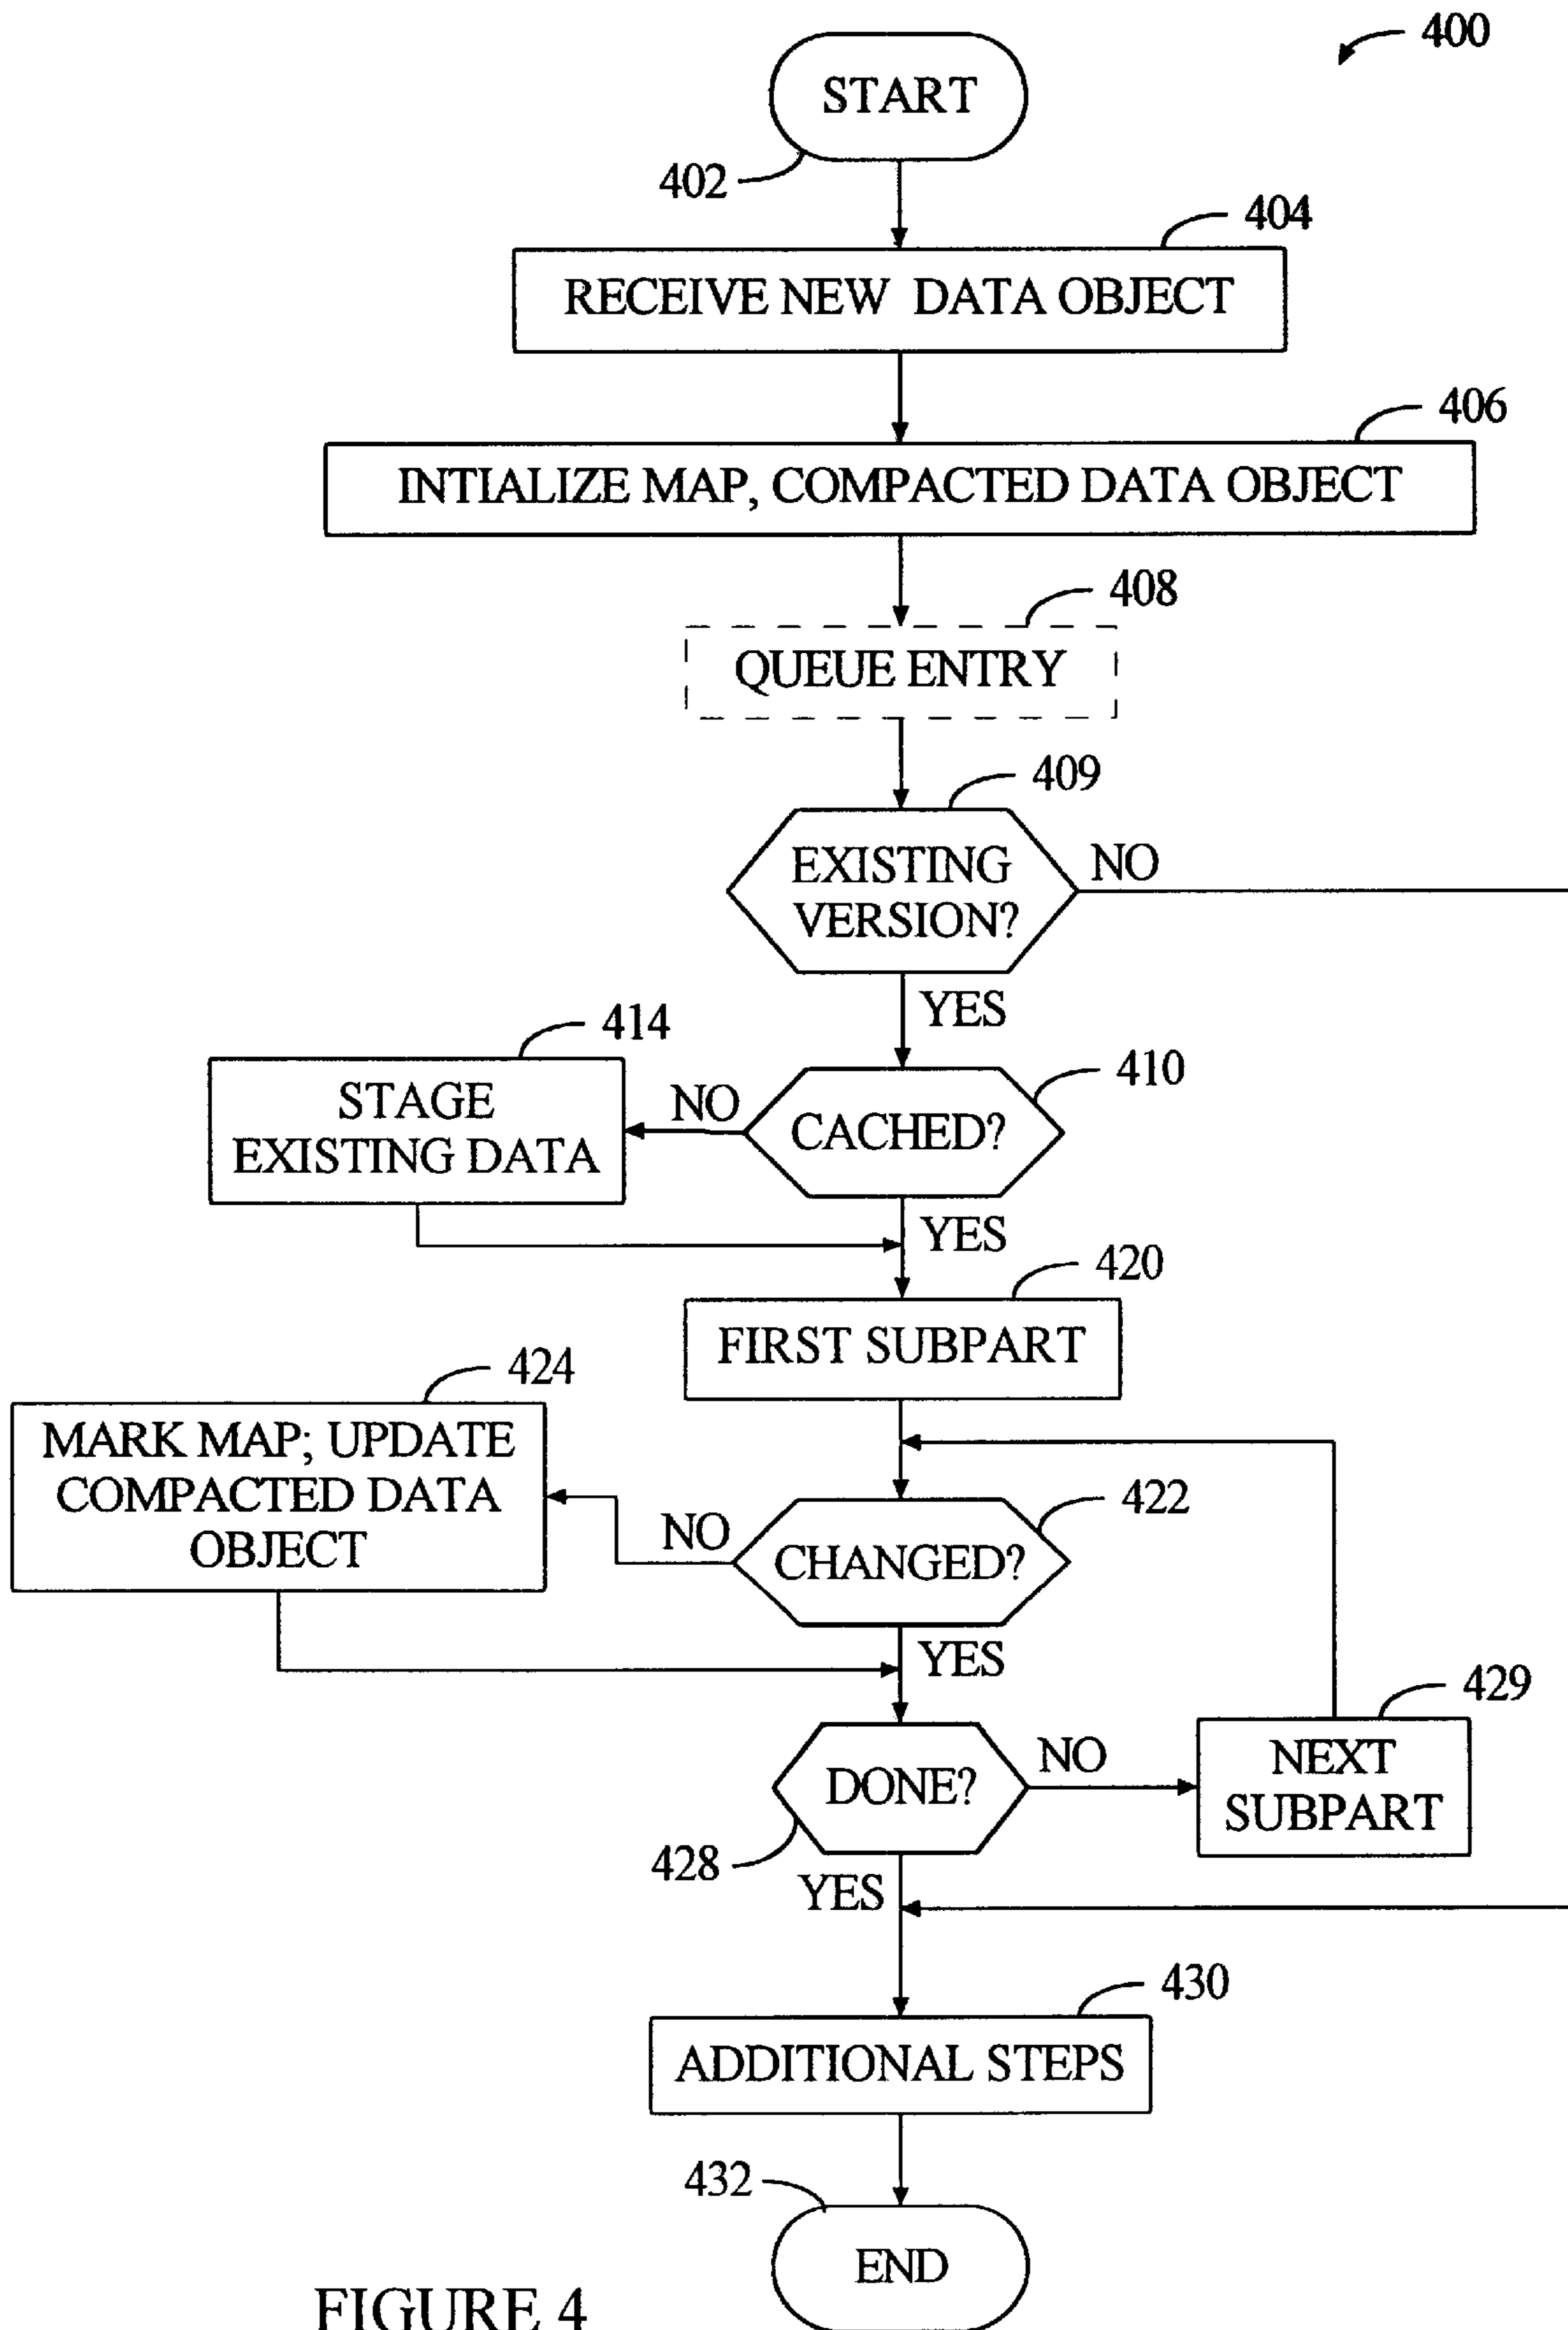 400
START
402
404
RECEIVE NEW DATA OBJECT
406
INTIALIZE MAP, COMPACTED DATA OBJECT
408
QUEUE ENTRY
409
EXISTING
VERSION?
NO
YES
414
STAGE
EXISTING DATA
NO
410
CACHED?
YES
420
FIRST SUBPART
424
MARK MAP; UPDATE
COMPACTED DATA
OBJECT
NO
422
CHANGED?
YES
429
NEXT
SUBPART
NO
DONE?
428
YES
430
ADDITIONAL STEPS
432
END
FIGURE 4